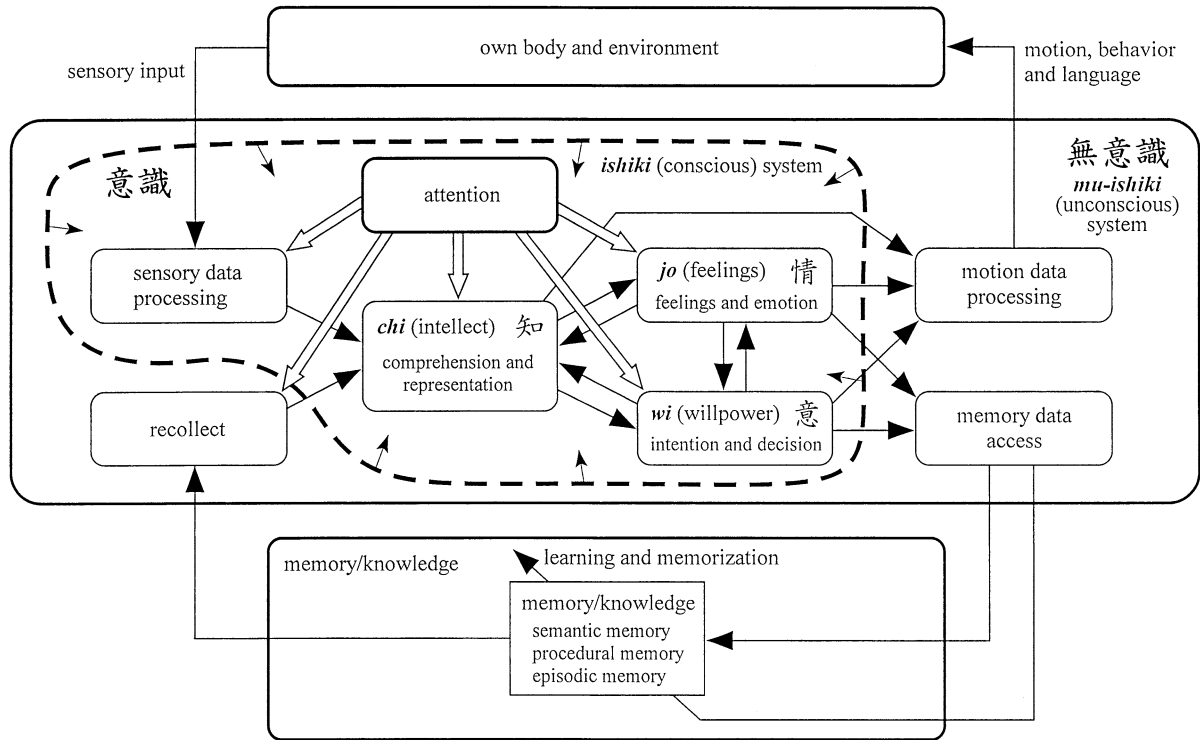 own body and environment
sensory input
motion, behavior
and language
意識
ishiki (conscious) system
無意識
mu-ishiki
(unconscious)
system
attention
sensory data
processing
jo (feelings) 情
feelings and emotion
motion data
processing
chi (intellect) 知
comprehension and
representation
recollect
wi (willpower) 意
intention and decision
memory data
access
memory/knowledge
learning and memorization
memory/knowledge
semantic memory
procedural memory
episodic memory